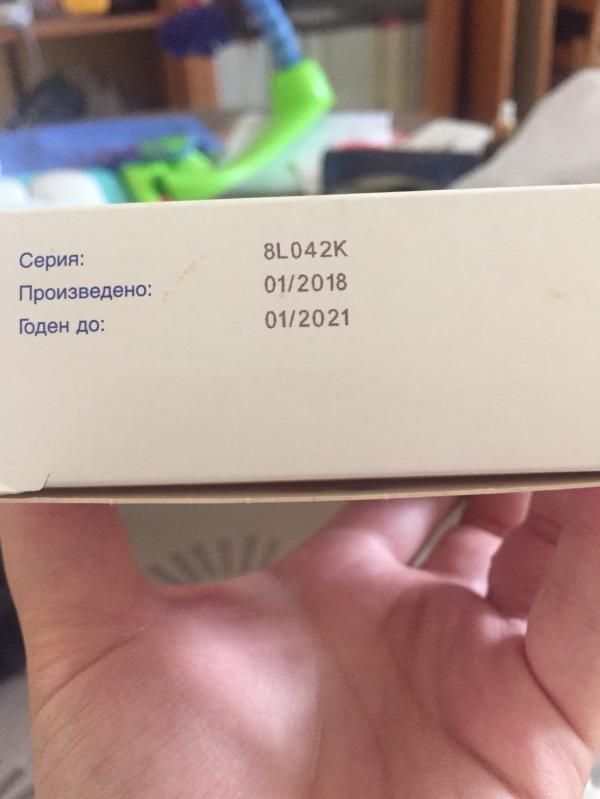 Серия: 8L042K
Произведено: 01/2018
Годен до: 01/2021